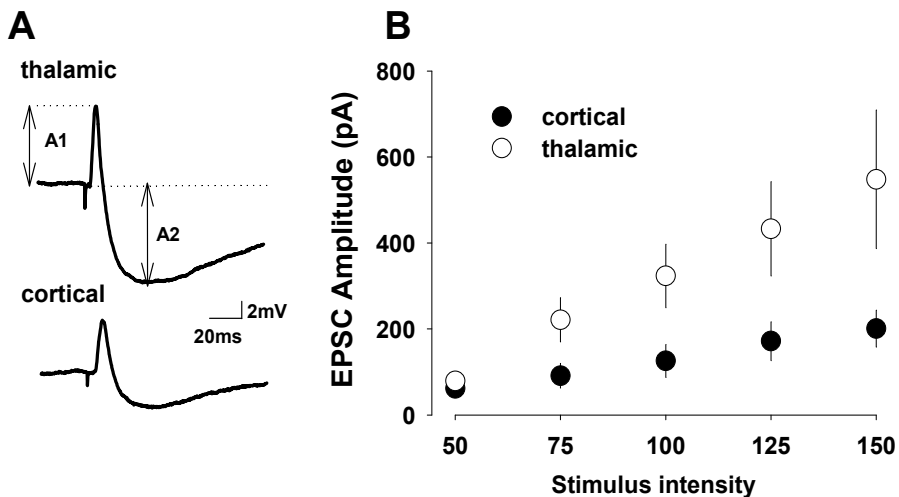 A
thalamic
A1
A2
cortical
2mV
20ms
B
EPSC Amplitude (pA)
800
600
400
200
0
cortical
thalamic
50 75 100 125 150
Stimulus intensity